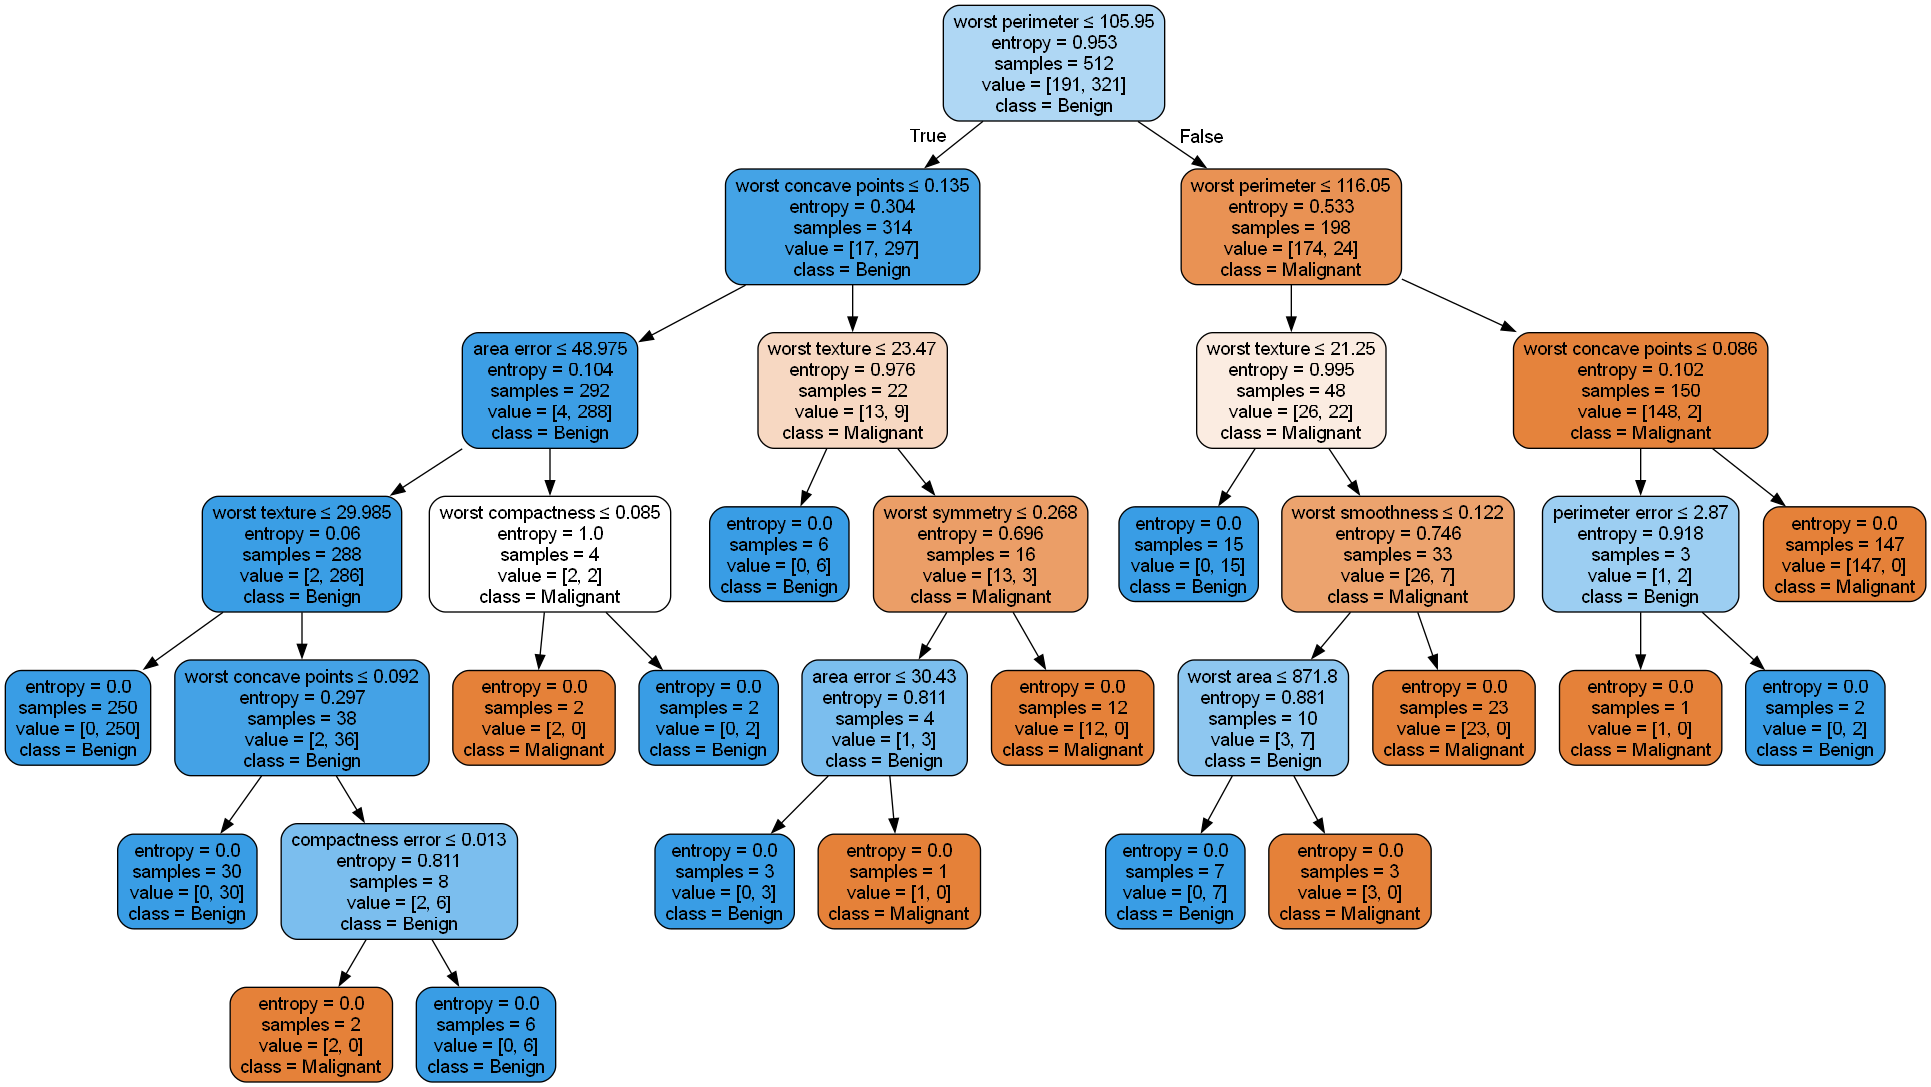 worst perimeter ≤ 105.95
entropy = 0.953
samples = 512
value = [191, 321]
class = Benign
True
False
worst concave points ≤ 0.135
entropy = 0.304
samples = 314
value = [17, 297]
class = Benign
worst perimeter ≤ 116.05
entropy = 0.533
samples = 198
value = [174, 24]
class = Malignant
area error ≤ 48.975
entropy = 0.104
samples = 292
value = [4, 288]
class = Benign
worst texture ≤ 23.47
entropy = 0.976
samples = 22
value = [13, 9]
class = Malignant
worst texture ≤ 21.25
entropy = 0.995
samples = 48
value = [26, 22]
class = Malignant
worst concave points ≤ 0.086
entropy = 0.102
samples = 150
value = [148, 2]
class = Malignant
worst texture ≤ 29.985
entropy = 0.06
samples = 288
value = [2, 286]
class = Benign
worst compactness ≤ 0.085
entropy = 1.0
samples = 4
value = [2, 2]
class = Malignant
entropy = 0.0
samples = 6
value = [0, 6]
class = Benign
worst symmetry ≤ 0.268
entropy = 0.696
samples = 16
value = [13, 3]
class = Malignant
entropy = 0.0
samples = 15
value = [0, 15]
class = Benign
worst smoothness ≤ 0.122
entropy = 0.746
samples = 33
value = [26, 7]
class = Malignant
perimeter error ≤ 2.87
entropy = 0.918
samples = 3
value = [1, 2]
class = Benign
entropy = 0.0
samples = 147
value = [147, 0]
class = Malignant
entropy = 0.0
samples = 250
value = [0, 250]
class = Benign
worst concave points ≤ 0.092
entropy = 0.297
samples = 38
value = [2, 36]
class = Benign
entropy = 0.0
samples = 2
value = [2, 0]
class = Malignant
entropy = 0.0
samples = 2
value = [0, 2]
class = Benign
area error ≤ 30.43
entropy = 0.811
samples = 4
value = [1, 3]
class = Benign
entropy = 0.0
samples = 12
value = [12, 0]
class = Malignant
worst area ≤ 871.8
entropy = 0.881
samples = 10
value = [3, 7]
class = Benign
entropy = 0.0
samples = 23
value = [23, 0]
class = Malignant
entropy = 0.0
samples = 1
value = [1, 0]
class = Malignant
entropy = 0.0
samples = 2
value = [0, 2]
class = Benign
entropy = 0.0
samples = 30
value = [0, 30]
class = Benign
compactness error ≤ 0.013
entropy = 0.811
samples = 8
value = [2, 6]
class = Benign
entropy = 0.0
samples = 3
value = [0, 3]
class = Benign
entropy = 0.0
samples = 1
value = [1, 0]
class = Malignant
entropy = 0.0
samples = 7
value = [0, 7]
class = Benign
entropy = 0.0
samples = 3
value = [3, 0]
class = Malignant
entropy = 0.0
samples = 2
value = [2, 0]
class = Malignant
entropy = 0.0
samples = 6
value = [0, 6]
class = Benign